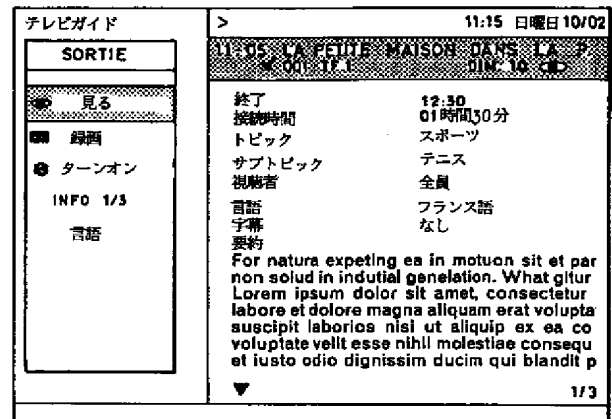 テレビガイド
> 11:15 日曜日 10/02
SORTIE
11:05 LA PETITE MAISON DANS LA P
001 TF1 DIM. 10
見る
録画
ターンオン
INFO 1/3
言語
終了 12:30
接続時間 01時間30分
トピック スポーツ
サブトピック テニス
視聴者 全員
言語 フランス語
字幕 なし
要約
For natura expeting ea in motuon sit et par
non solud in indutial genelation. What gitur
Lorem ipsum dolor sit amet, consectetur
labore et dolore magna aliquam erat volupta
suscipit laborios nisi ut aliquip ex ea co
voluptate velit esse nihil molestiae consequ
et iusto odio dignissim ducim qui blandit p
▼ 1/3